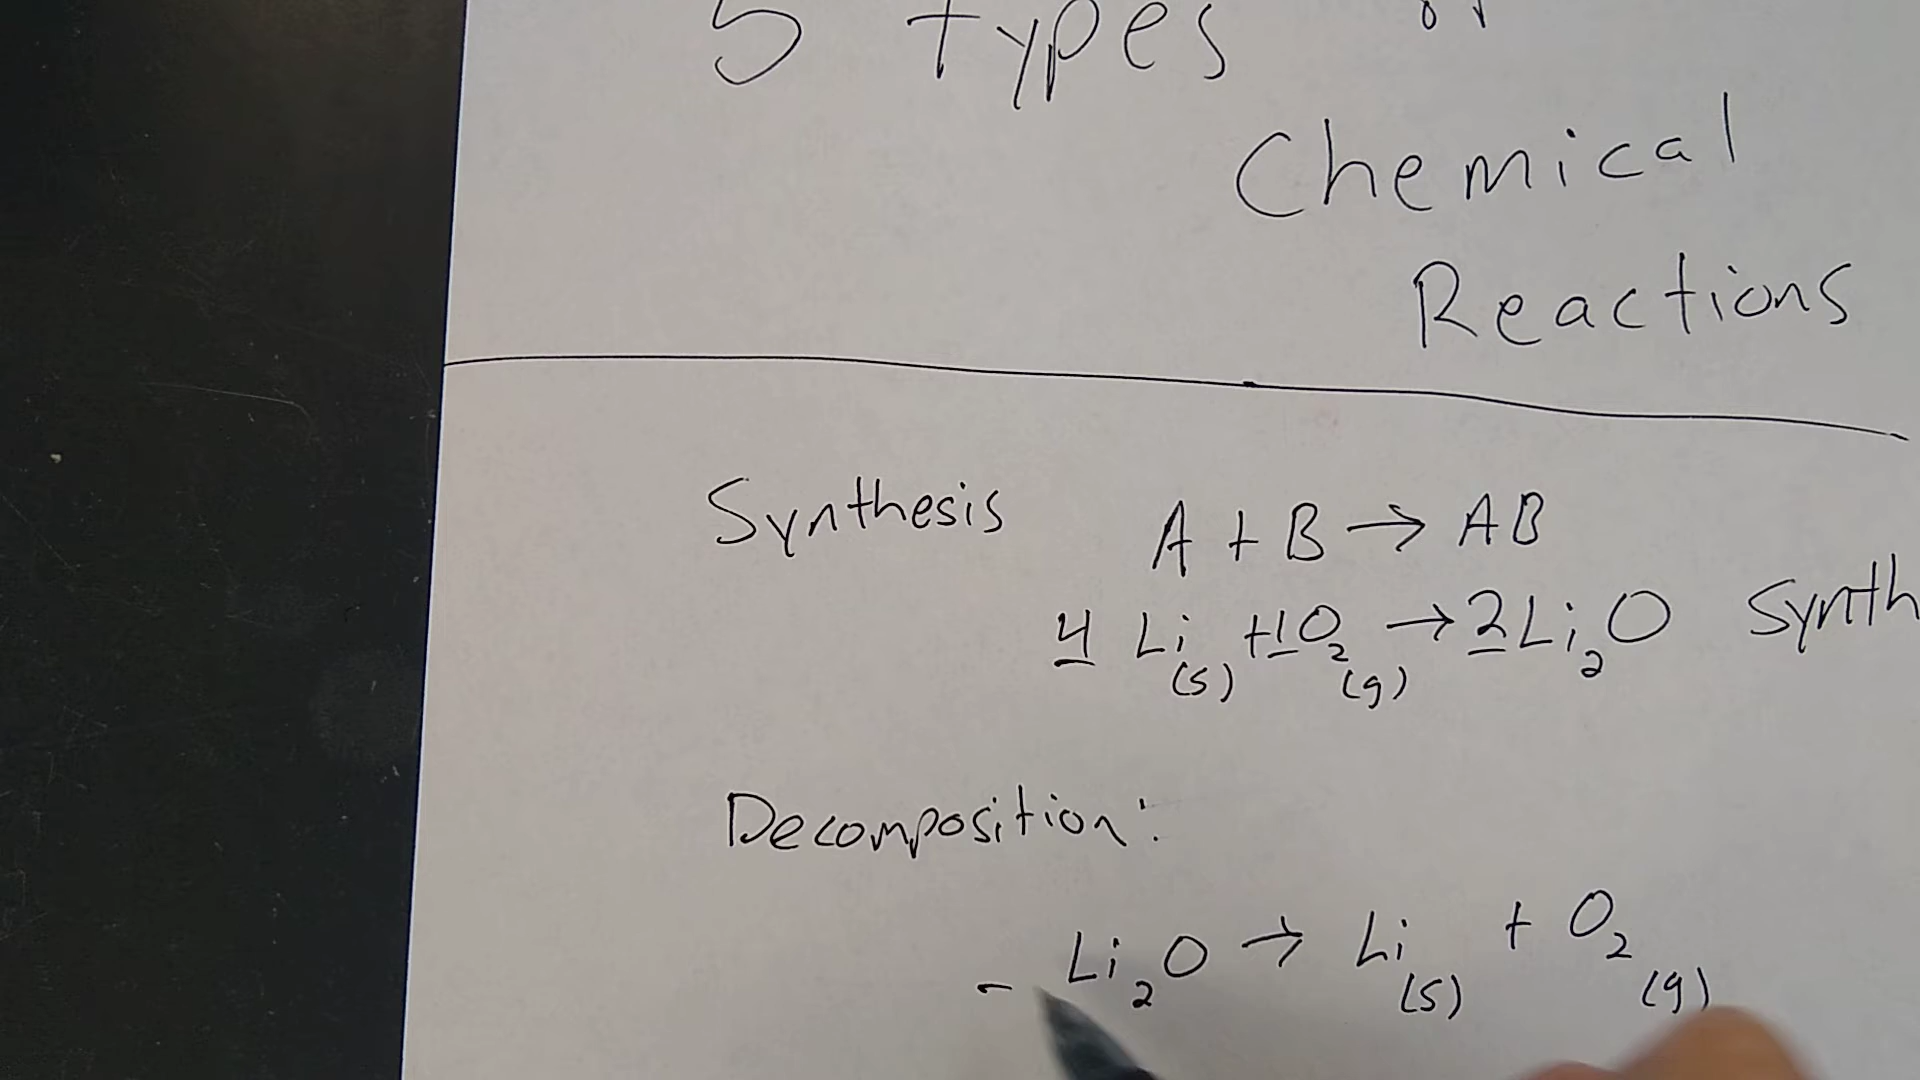 5 Types of
Chemical
Reactions
Synthesis A + B → AB
4 Li(s) + 1 O₂(g) → 2 Li₂O Synth
Decomposition:
_ Li₂O → Li(s) + O₂(g)